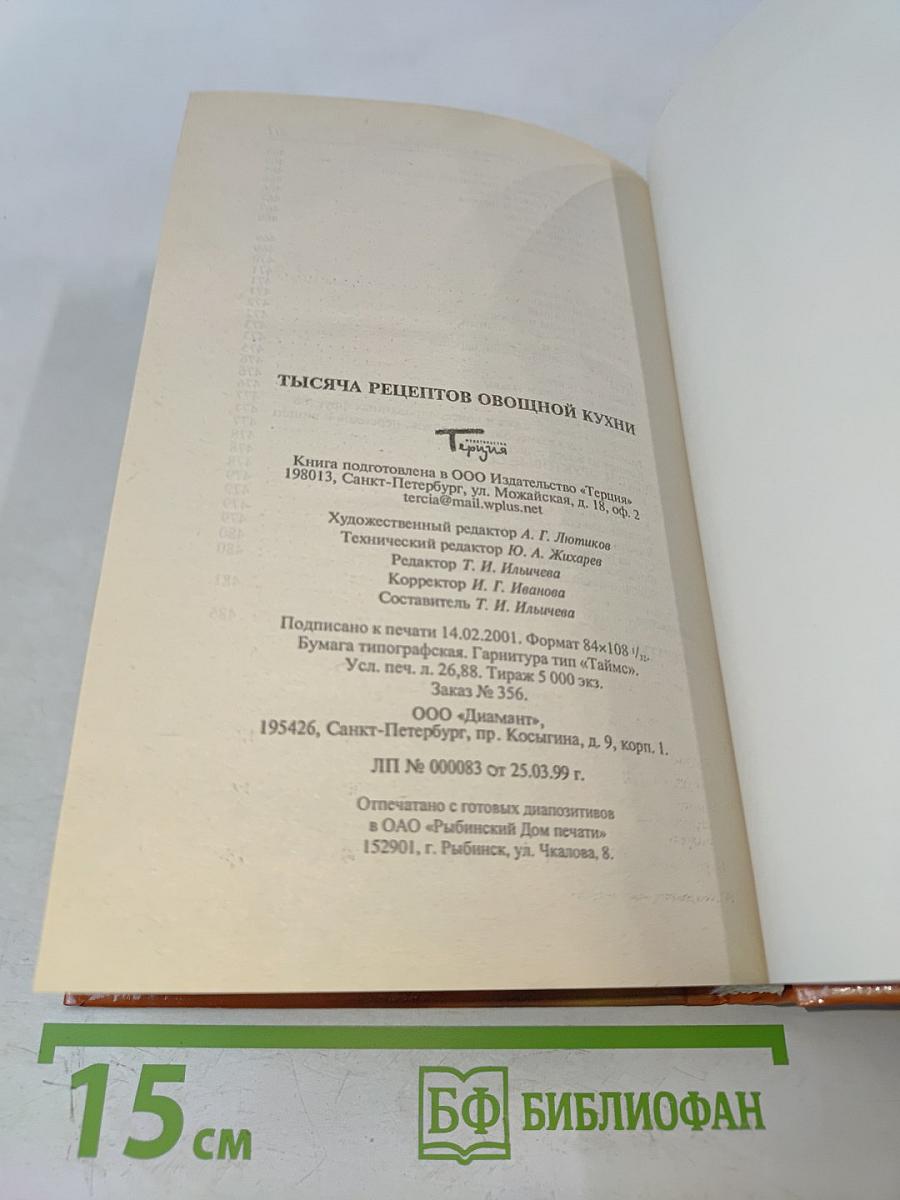 ТЫСЯЧА РЕЦЕПТОВ ОВОЩНОЙ КУХНИ
издательство
Терция
Книга подготовлена в ООО Издательство «Терция»
198013, Санкт-Петербург, ул. Можайская, д. 18, оф. 2
tercia@mail.wplus.net
Художественный редактор А. Г. Лютиков
Технический редактор Ю. А. Жихарев
Редактор Т. И. Ильичева
Корректор И. Г. Иванова
Составитель Т. И. Ильичева
Подписано к печати 14.02.2001. Формат 84×108 1/32.
Бумага типографская. Гарнитура тип «Таймс».
Усл. печ. л. 26,88. Тираж 5 000 экз.
Заказ № 356.
ООО «Диамант»,
195426, Санкт-Петербург, пр. Косыгина, д. 9, корп. 1.
ЛП № 000083 от 25.03.99 г.
Отпечатано с готовых диапозитивов
в ОАО «Рыбинский Дом печати»
152901, г. Рыбинск, ул. Чкалова, 8.
15 см
БФ БИБЛИОФАН